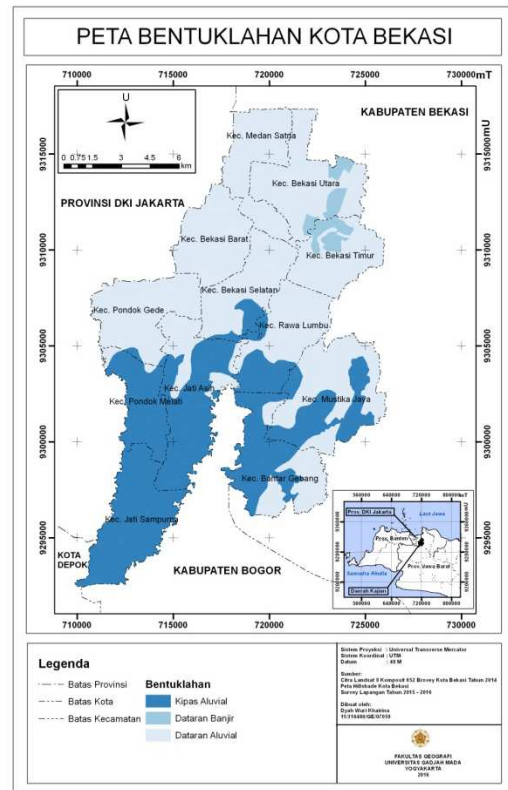 PETA BENTUKLAHAN KOTA BEKASI
710000 715000 720000 725000 730000 mT
U
0 0.75 1.5 3 4.5 6
km
KABUPATEN BEKASI
mU
Kec. Medan Satria
9315000 9315000
Kec. Bekasi Utara
PROVINSI DKI JAKARTA
Kec. Bekasi Barat
9310000 9310000
Kec. Bekasi Timur
Kec. Bekasi Selatan
Kec. Pondok Gede
Kec. Rawa Lumbu
9305000 9305000
Kec. Jati Asih
Kec. Pondok Melati
Kec. Mustika Jaya
9300000 9300000
Kec. Bantar Gebang
Kec. Jati Sampurna
9295000 9295000
KOTA
DEPOK
KABUPATEN BOGOR
Prov. DKI Jakarta
Laut Jawa
Prov. Banten
Prov. Jawa Barat
Daerah Kajian
710000 715000 720000 725000 730000
Legenda
Batas Provinsi
Batas Kota
Batas Kecamatan
Bentuklahan
Kipas Aluvial
Dataran Banjir
Dataran Aluvial
Sistem Proyeksi : Universal Transverse Mercator
Sistem Koordinat : UTM
Datum : 48 M
Sumber:
Citra Landsat 8 Komposit 652 Kota Bekasi Tahun 2014
Peta Hillshade Kota Bekasi
Survey Lapangan Tahun 2015 - 2016
Dibuat oleh:
Dyah Wuri Khairina
FAKULTAS GEOGRAFI
UNIVERSITAS GADJAH MADA
YOGYAKARTA
2016